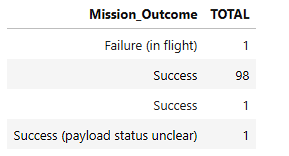 Mission_Outcome TOTAL
Failure (in flight) 1
Success 98
Success 1
Success (payload status unclear) 1